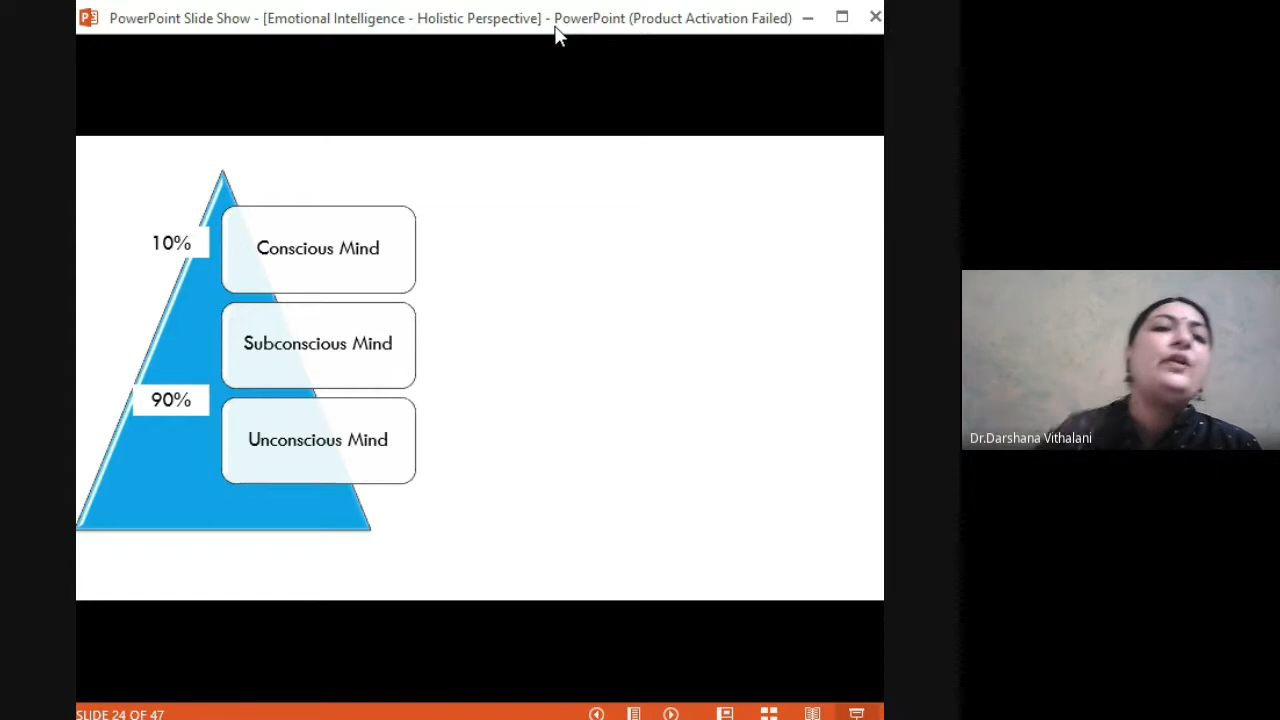 PowerPoint Slide Show - [Emotional Intelligence - Holistic Perspective] - PowerPoint (Product Activation Failed)
10%
Conscious Mind
Subconscious Mind
90%
Unconscious Mind
Dr.Darshana Vithalani
SLIDE 24 OF 47